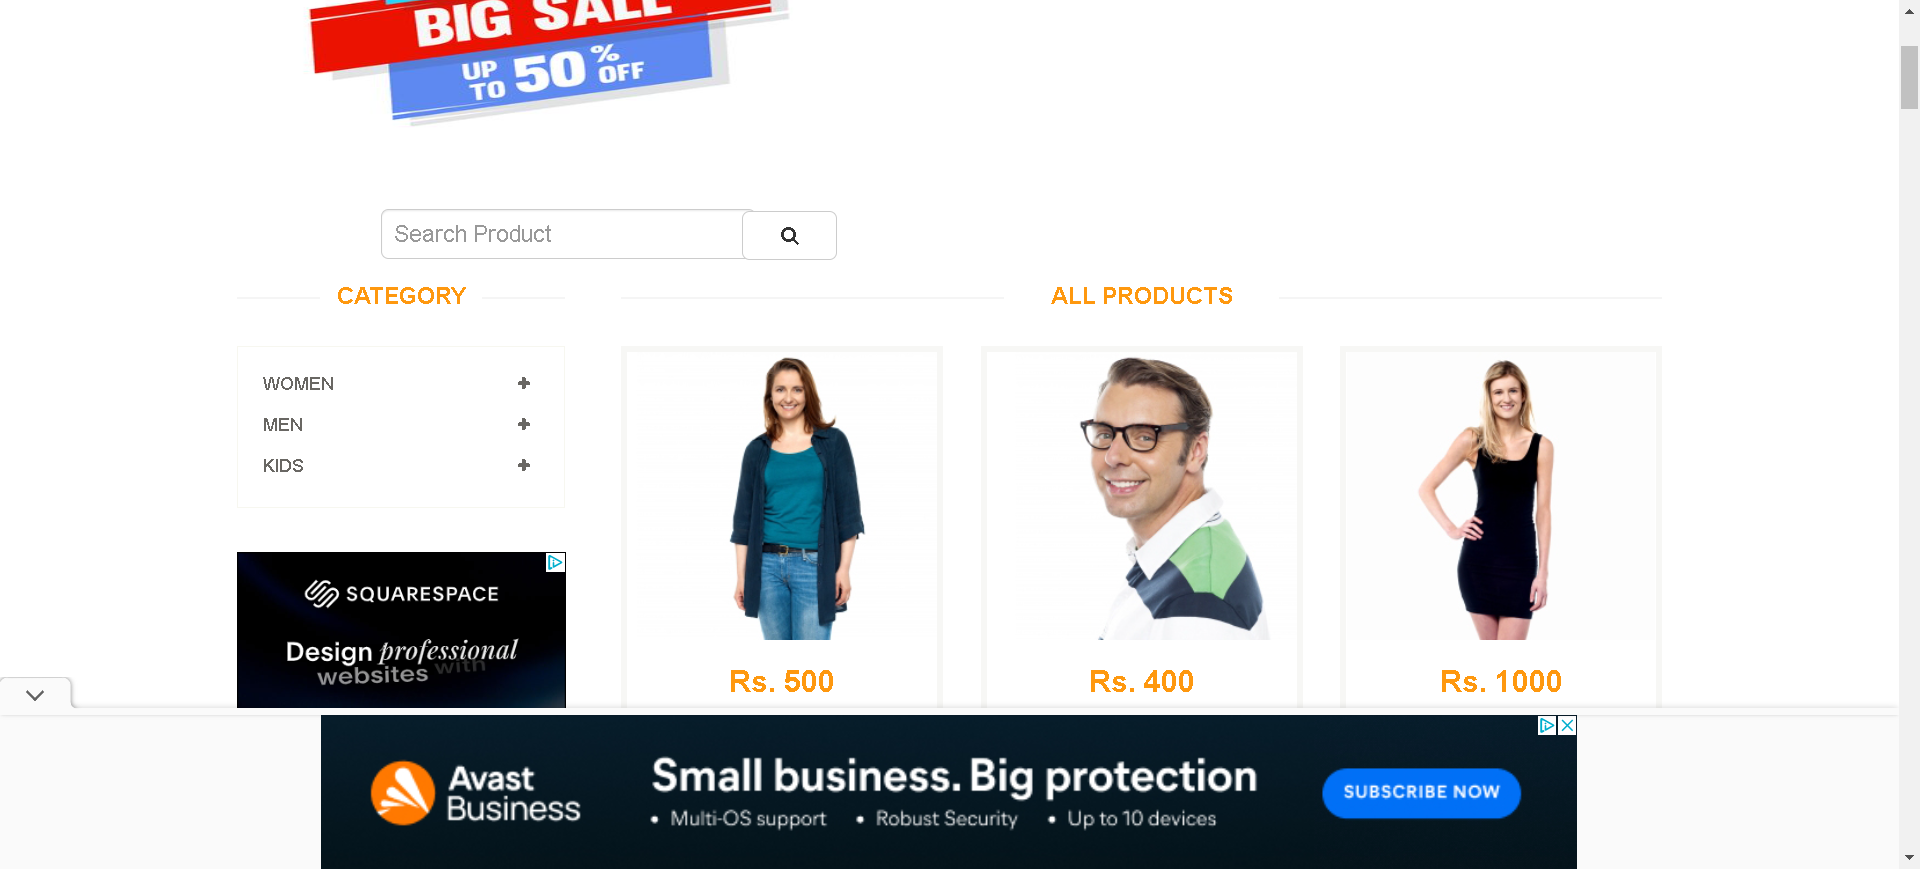 BIG SALE
UP TO 50 % OFF
Search Product
CATEGORY
ALL PRODUCTS
WOMEN
MEN
KIDS
SQUARESPACE
Design professional
websites with
Rs. 500
Rs. 400
Rs. 1000
Avast
Business
Small business. Big protection
• Multi-OS support • Robust Security • Up to 10 devices
SUBSCRIBE NOW